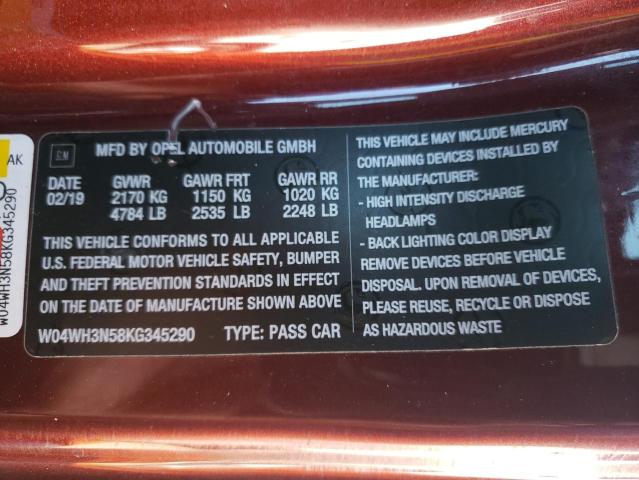 AK
W04WH3N58KG345290
GM
MFD BY OPEL AUTOMOBILE GMBH
DATE GVWR GAWR FRT GAWR RR
02/19 2170 KG 1150 KG 1020 KG
4784 LB 2535 LB 2248 LB
THIS VEHICLE CONFORMS TO ALL APPLICABLE
U.S. FEDERAL MOTOR VEHICLE SAFETY, BUMPER
AND THEFT PREVENTION STANDARDS IN EFFECT
ON THE DATE OF MANUFACTURE SHOWN ABOVE
W04WH3N58KG345290 TYPE: PASS CAR
THIS VEHICLE MAY INCLUDE MERCURY
CONTAINING DEVICES INSTALLED BY
THE MANUFACTURER:
- HIGH INTENSITY DISCHARGE
HEADLAMPS
- BACK LIGHTING COLOR DISPLAY
REMOVE DEVICES BEFORE VEHICLE
DISPOSAL. UPON REMOVAL OF DEVICES,
PLEASE REUSE, RECYCLE OR DISPOSE
AS HAZARDOUS WASTE